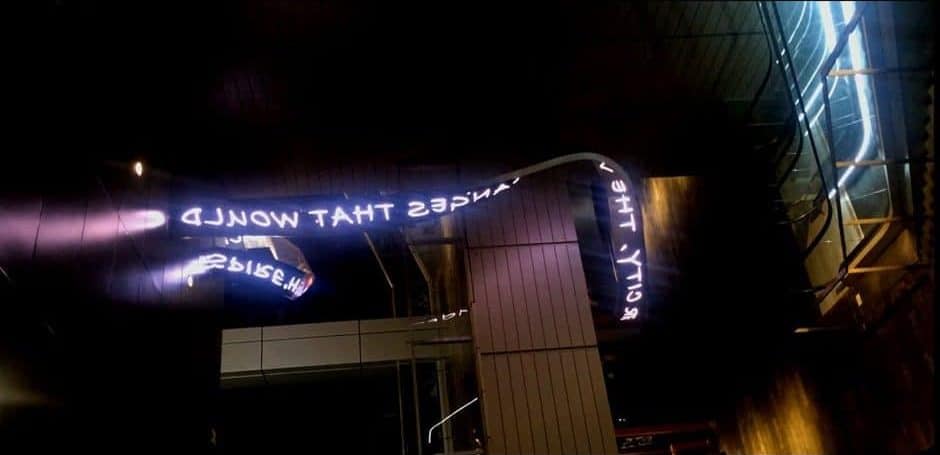 R CITY, THE
ANCES THAT WOULD
SPIRE. H